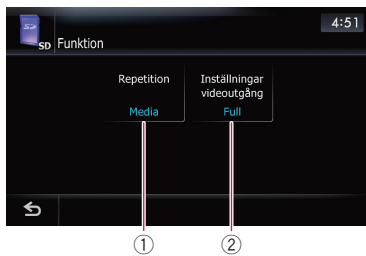 4:51
SD Funktion
Repetition
Inställningar
videoutgång
Media
Full
1
2